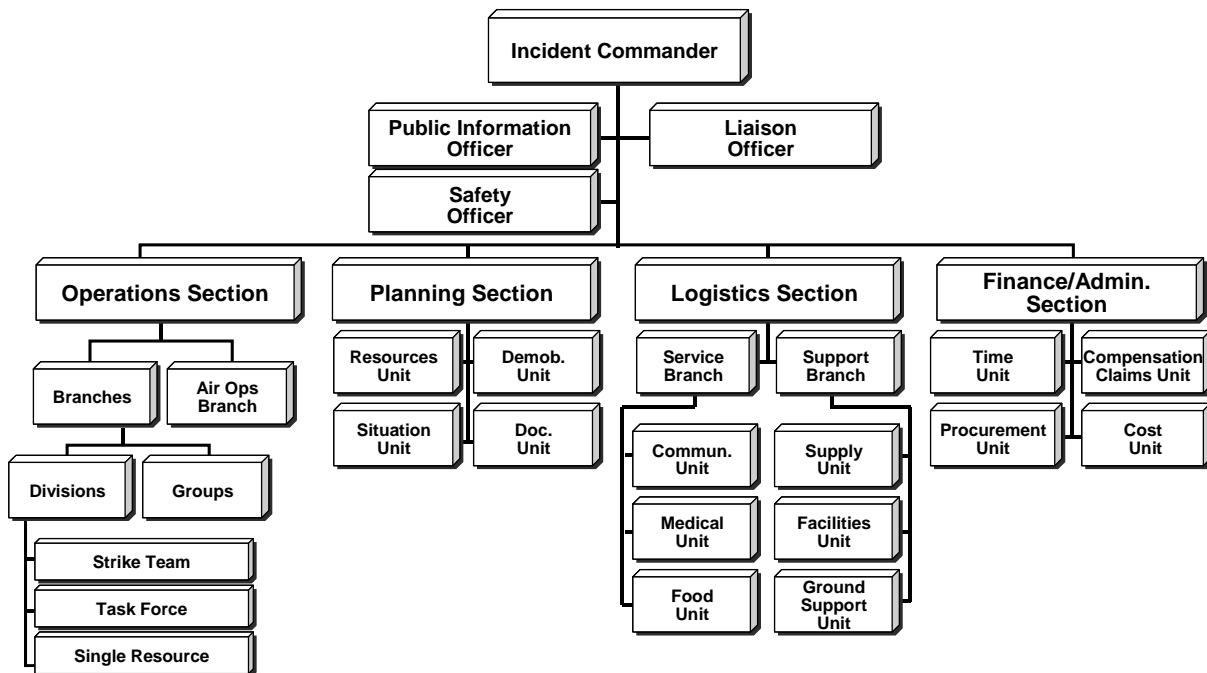 Incident Commander
Public Information
Officer
Liaison
Officer
Safety
Officer
Operations Section
Planning Section
Logistics Section
Finance/Admin.
Section
Branches
Air Ops
Branch
Divisions
Groups
Strike Team
Task Force
Single Resource
Resources
Unit
Demob.
Unit
Situation
Unit
Doc.
Unit
Service
Branch
Support
Branch
Commun.
Unit
Supply
Unit
Medical
Unit
Facilities
Unit
Food
Unit
Ground
Support
Unit
Time
Unit
Compensation
Claims Unit
Procurement
Unit
Cost
Unit